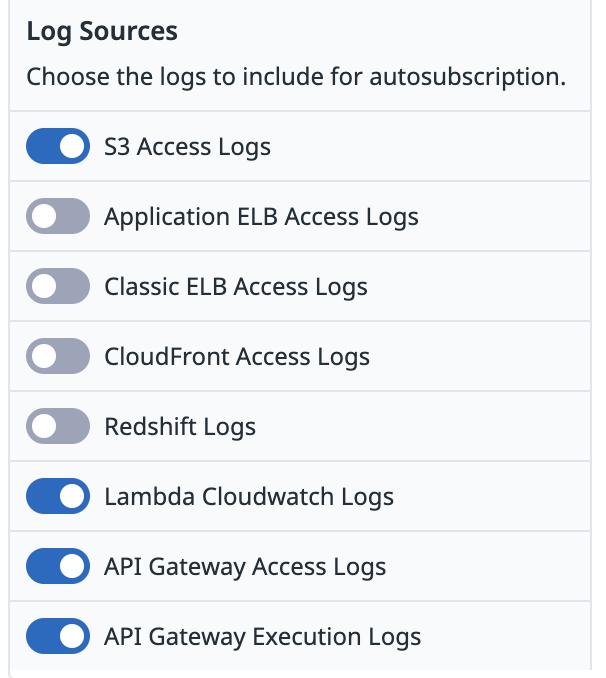 Log Sources
Choose the logs to include for autosubscription.
S3 Access Logs
Application ELB Access Logs
Classic ELB Access Logs
CloudFront Access Logs
Redshift Logs
Lambda Cloudwatch Logs
API Gateway Access Logs
API Gateway Execution Logs